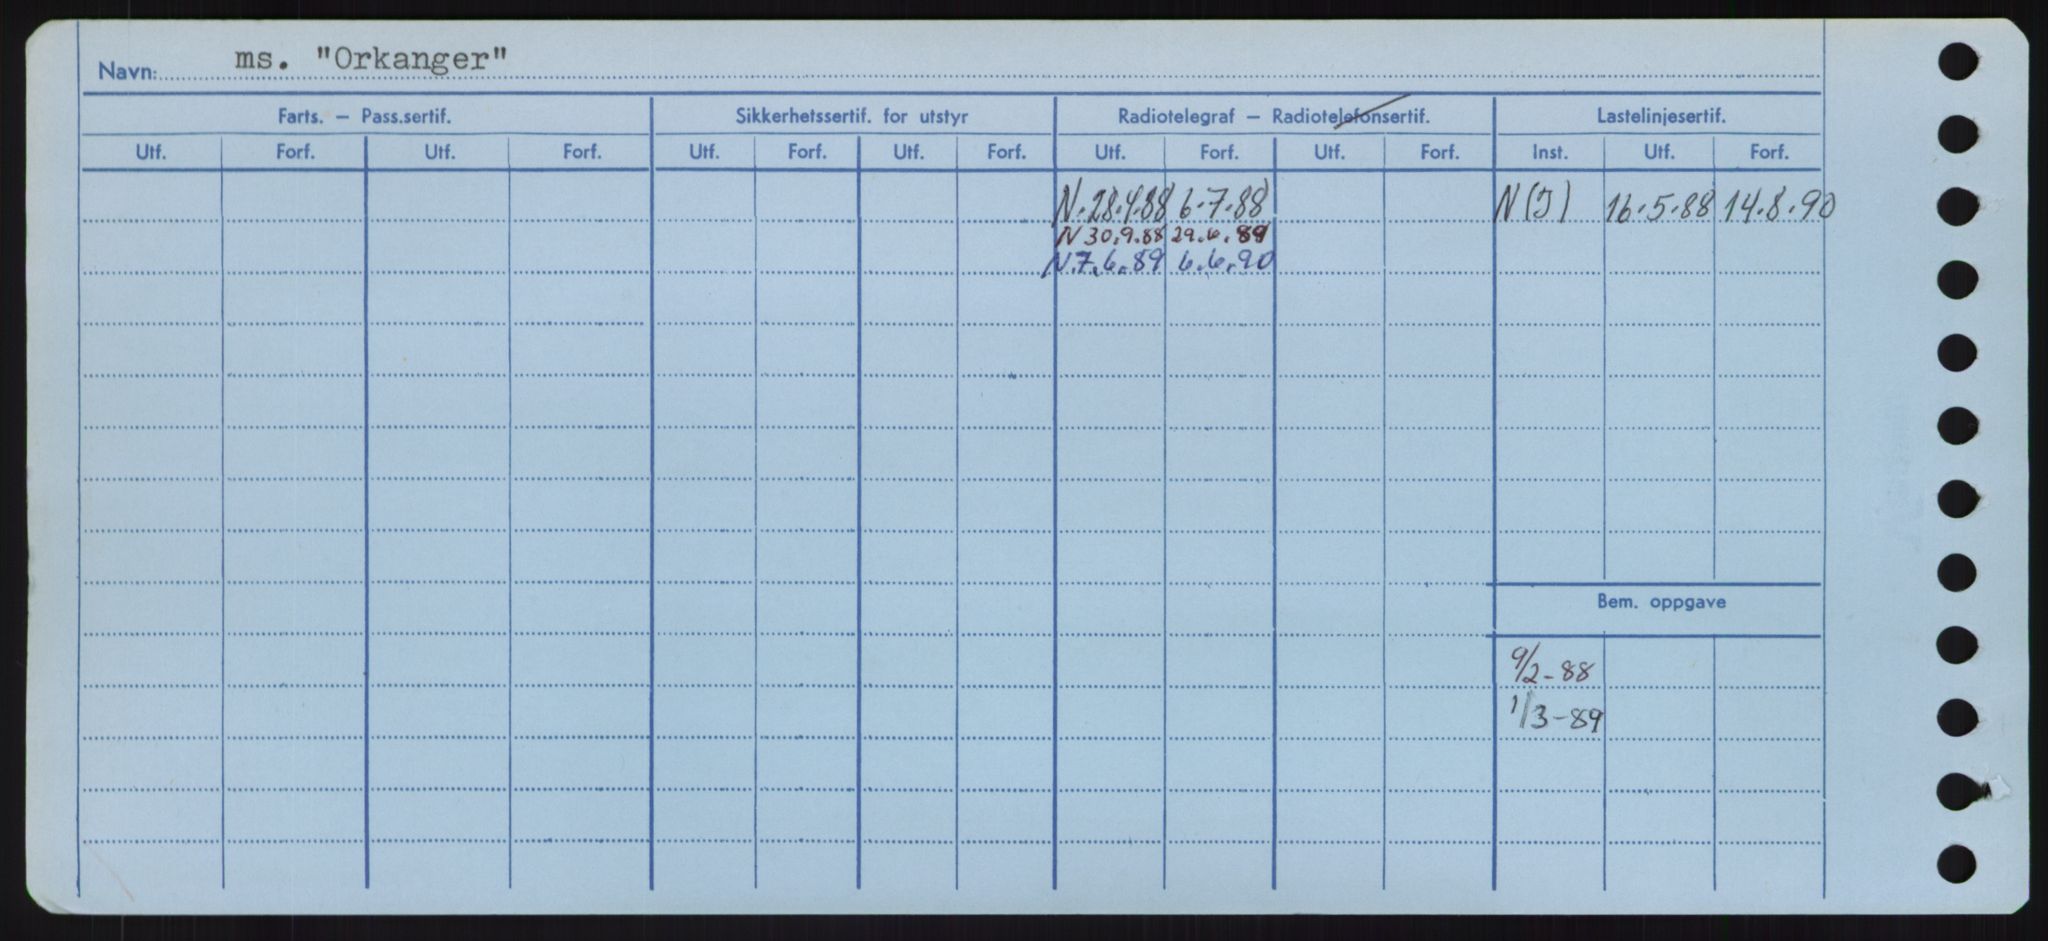 Navn: ms. "Orkanger"
Farts. — Pass.sertif. Sikkerhetssertif. for utstyr Radiotelegraf — Radiotelefonsertif. Lastelinjesertif.
Utf. Forf. Utf. Forf. Utf. Forf. Utf. Forf. Utf. Forf. Utf. Forf. Inst. Utf. Forf.
N. 28.4.88 6.7.88 N(J) 16.5.88 14.8.90
N 30.9.88 29.6.89
N.7.6.89 6.6.90
Bem. oppgave
9/2-88
1/3-89